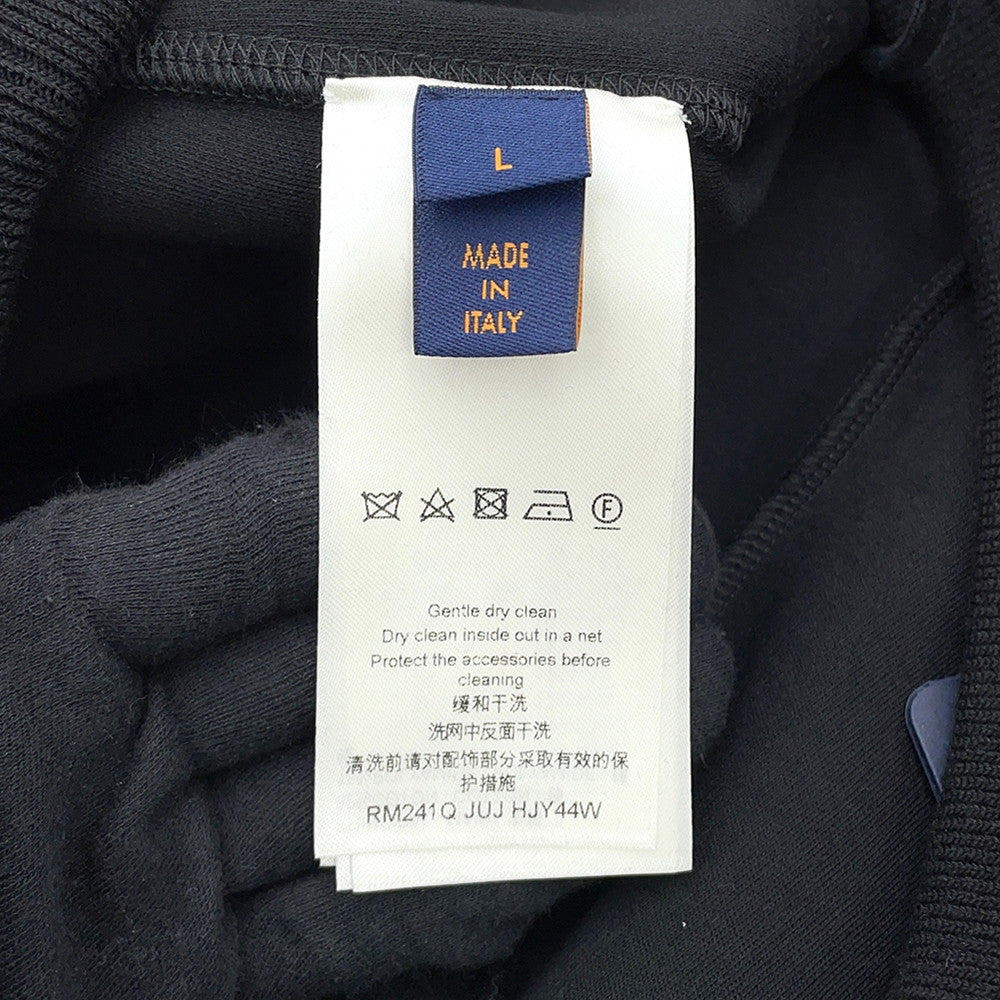 L
MADE
IN
ITALY
F
Gentle dry clean
Dry clean inside out in a net
Protect the accessories before
cleaning
缓和干洗
洗网中反面干洗
清洗前请对配饰部分采取有效的保
护措施
RM241Q JUJ HJY44W